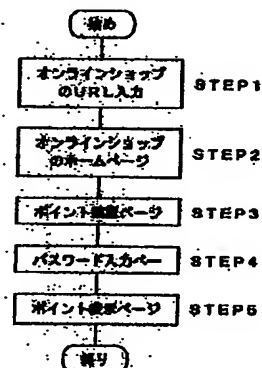 始め
オンラインショップ
のURL入力
STEP1
オンラインショップ
のホームページ
STEP2
ポイント ページ
STEP3
パスワード入力ペー
STEP4
ポイント表示ページ
STEP5
終り